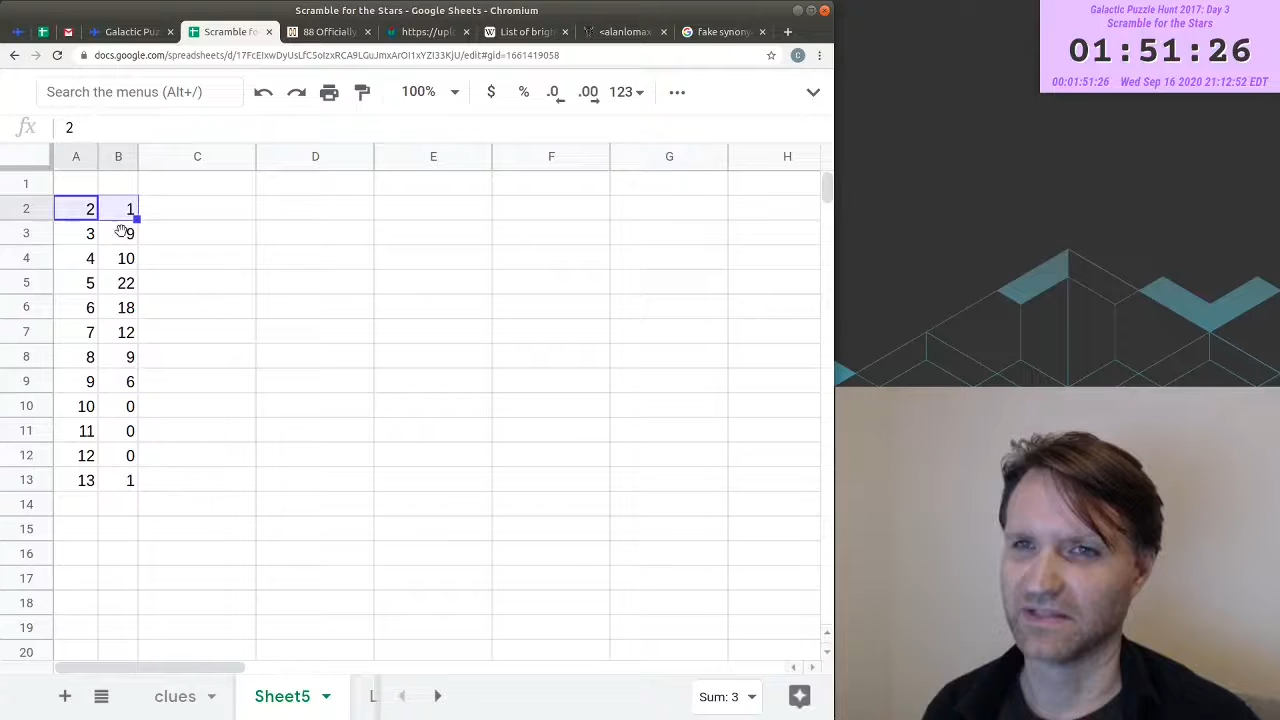 Scramble for the Stars - Google Sheets - Chromium
Galactic Puz
Scramble fo
88 Officially
https://public
List of brigh
<alanlomax
fake synony
docs.google.com/spreadsheets/d/17FcEIxwDyUsLfC5oIzxRCA9LGuJmxArOI1xYZI33KjU/edit#gid=1661419058
Search the menus (Alt+/)
100%
$ % .0 .00 123
fx 2
A B C D E F G H
1
2 2 1
3 3 9
4 4 10
5 5 22
6 6 18
7 7 12
8 8 9
9 9 6
10 10 0
11 11 0
12 12 0
13 13 1
14
15
16
17
18
19
20
clues Sheet5 Sum: 3
Galactic Puzzle Hunt 2017: Day 3
Scramble for the Stars
01:51:26
00:01:51:26 Wed Sep 16 2020 21:12:52 EDT